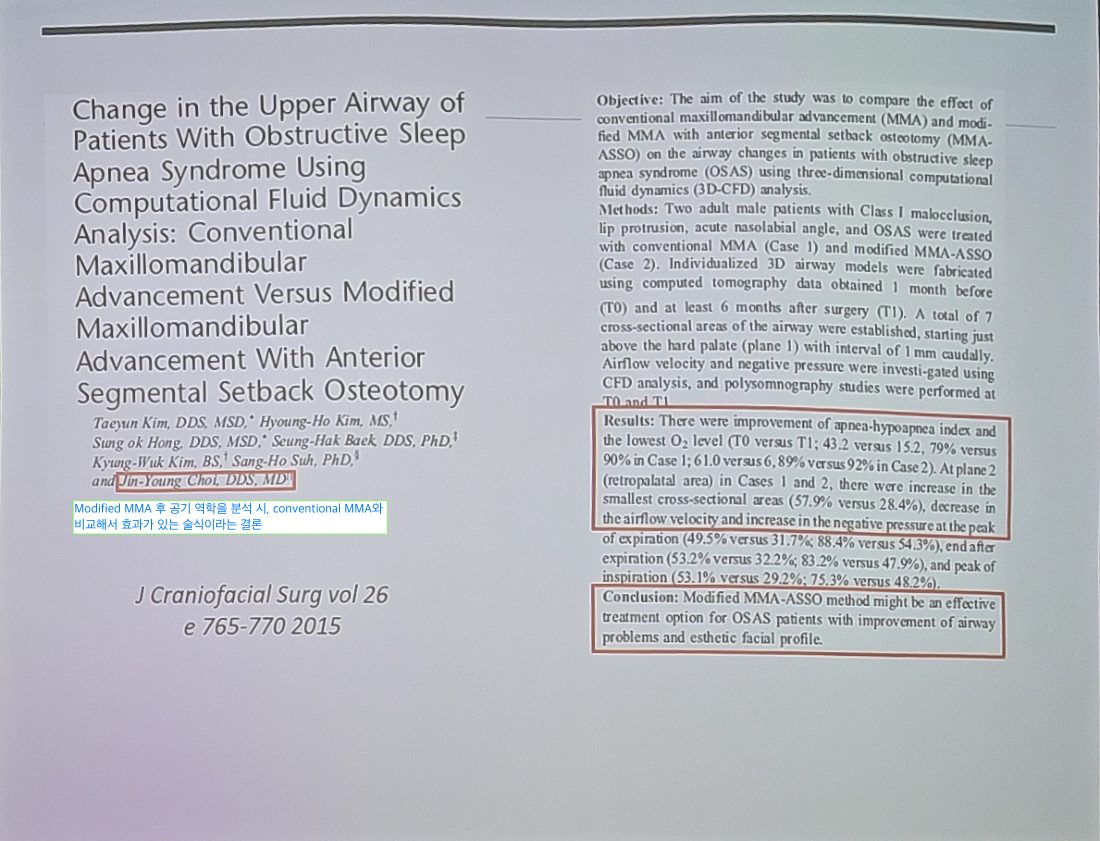 Change in the Upper Airway of
Patients With Obstructive Sleep
Apnea Syndrome Using
Computational Fluid Dynamics
Analysis: Conventional
Maxillomandibular
Advancement Versus Modified
Maxillomandibular
Advancement With Anterior
Segmental Setback Osteotomy
Taeyun Kim, DDS, MSD,* Hyoung-Ho Kim, MS,†
Sung ok Hong, DDS, MSD,* Seung-Hak Baek, DDS, PhD,‡
Kyung-Wuk Kim, BS,† Sang-Ho Suh, PhD,§
and Jin-Young Choi, DDS, MD
Modified MMA 후 공기 역학을 분석 시, conventional MMA와
비교해서 효과가 있는 술식이라는 결론
J Craniofacial Surg vol 26
e 765-770 2015
Objective: The aim of the study was to compare the effect of
conventional maxillomandibular advancement (MMA) and modi-
fied MMA with anterior segmental setback osteotomy (MMA-
ASSO) on the airway changes in patients with obstructive sleep
apnea syndrome (OSAS) using three-dimensional computational
fluid dynamics (3D-CFD) analysis.
Methods: Two adult male patients with Class I malocclusion,
lip protrusion, acute nasolabial angle, and OSAS were treated
with conventional MMA (Case 1) and modified MMA-ASSO
(Case 2). Individualized 3D airway models were fabricated
using computed tomography data obtained 1 month before
(T0) and at least 6 months after surgery (T1). A total of 7
cross-sectional areas of the airway were established, starting just
above the hard palate (plane 1) with interval of 1 mm caudally.
Airflow velocity and negative pressure were investi-gated using
CFD analysis, and polysomnography studies were performed at
T0 and T1
Results: There were improvement of apnea-hypoapnea index and
the lowest O2 level (T0 versus T1; 43.2 versus 15.2, 79% versus
90% in Case 1; 61.0 versus 6, 89% versus 92% in Case 2). At plane 2
(retropalatal area) in Cases 1 and 2, there were increase in the
smallest cross-sectional areas (57.9% versus 28.4%), decrease in
the airflow velocity and increase in the negative pressure at the peak
of expiration (49.5% versus 31.7%; 88.4% versus 54.3%), end after
expiration (53.2% versus 32.2%; 83.2% versus 47.9%), and peak of
inspiration (53.1% versus 29.2%; 75.3% versus 48.2%).
Conclusion: Modified MMA-ASSO method might be an effective
treatment option for OSAS patients with improvement of airway
problems and esthetic facial profile.